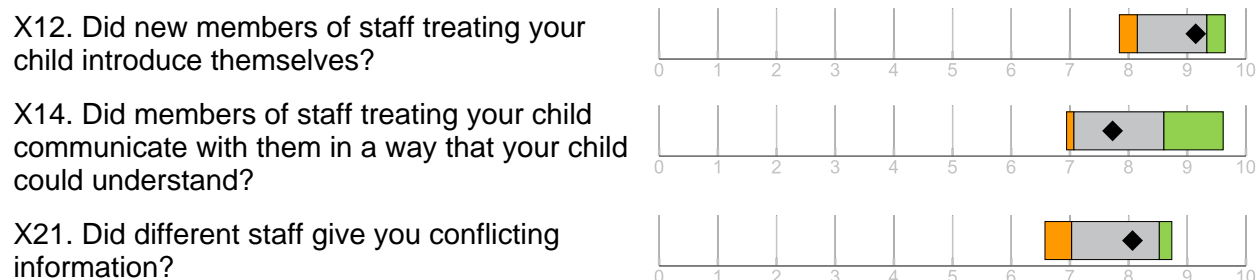 X12. Did new members of staff treating your
child introduce themselves?
0 1 2 3 4 5 6 7 8 9 10
X14. Did members of staff treating your child
communicate with them in a way that your child
could understand?
0 1 2 3 4 5 6 7 8 9 10
X21. Did different staff give you conflicting
information?
0 1 2 3 4 5 6 7 8 9 10